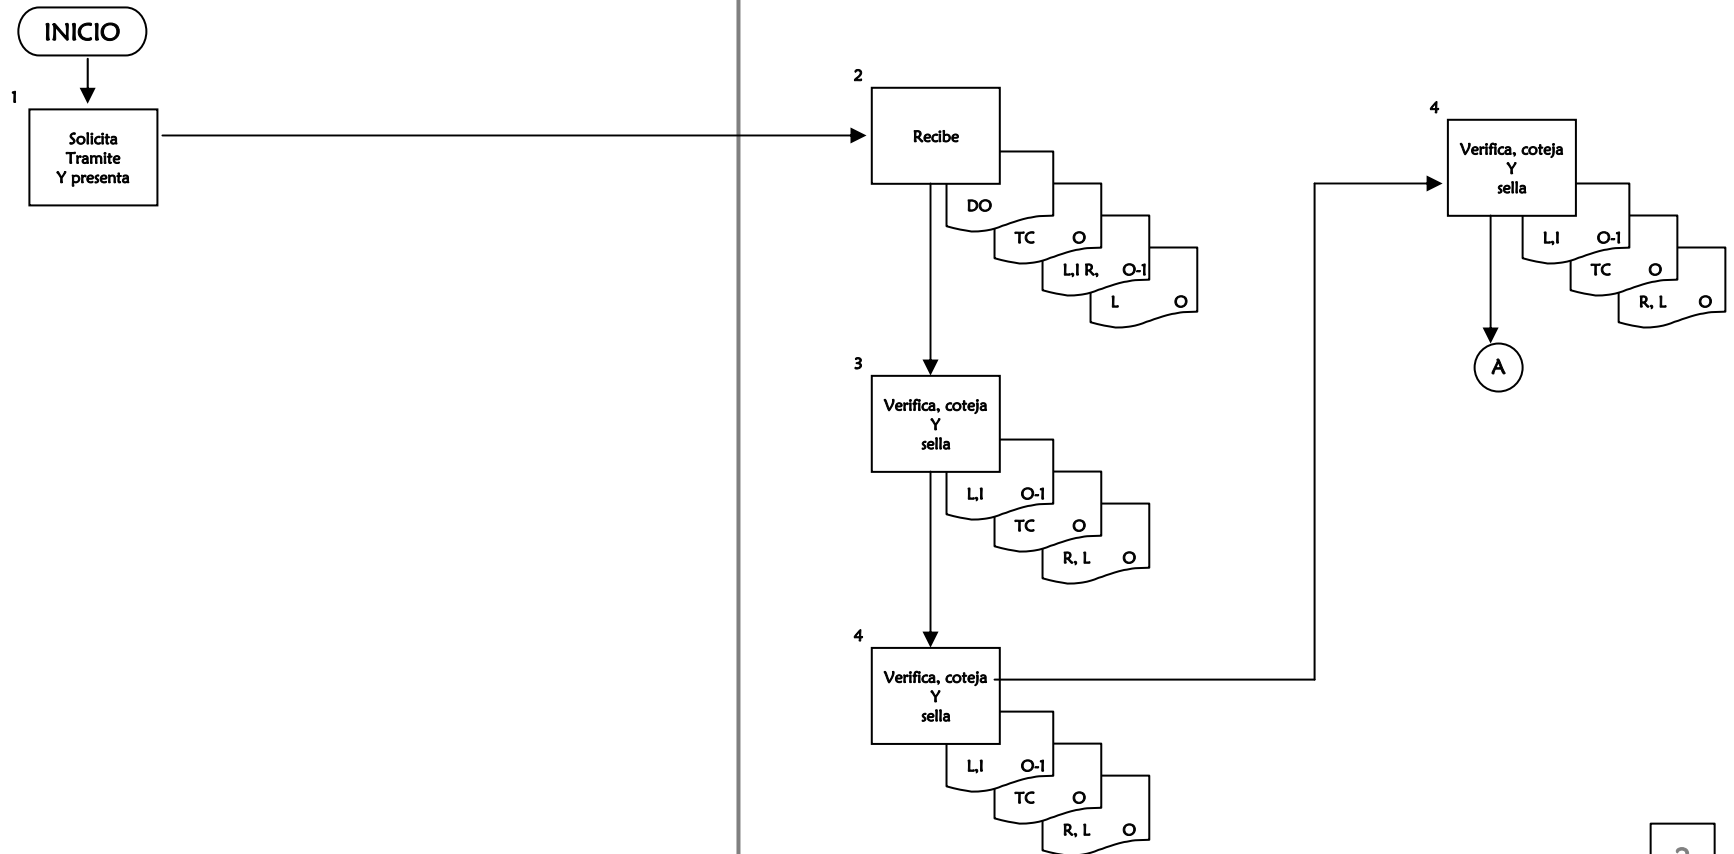 INICIO
1
Solicita
Tramite
Y presenta
2
Recibe
DO
TC O
L,I R, O-1
L O
3
Verifica, coteja
Y
sella
L,I O-1
TC O
R, L O
4
Verifica, coteja
Y
sella
L,I O-1
TC O
R, L O
4
Verifica, coteja
Y
sella
L,I O-1
TC O
R, L O
A